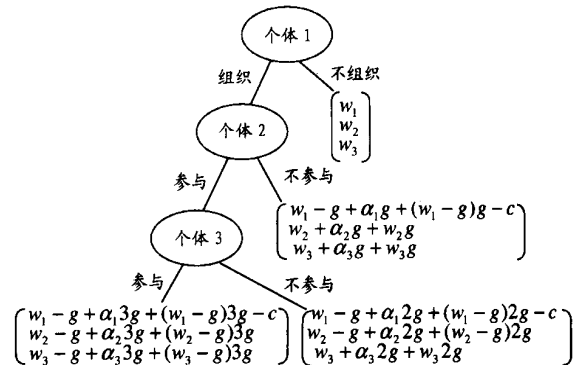 个体 1
组织
不组织
w₁
w₂
w₃
个体 2
参与
不参与
w₁ − g + α₁g + (w₁ − g)g − c
w₂ + α₂g + w₂g
w₃ + α₃g + w₃g
个体 3
参与
不参与
w₁ − g + α₁3g + (w₁ − g)3g − c
w₂ − g + α₂3g + (w₂ − g)3g
w₃ − g + α₃3g + (w₃ − g)3g
w₁ − g + α₁2g + (w₁ − g)2g − c
w₂ − g + α₂2g + (w₂ − g)2g
w₃ + α₃2g + w₃2g